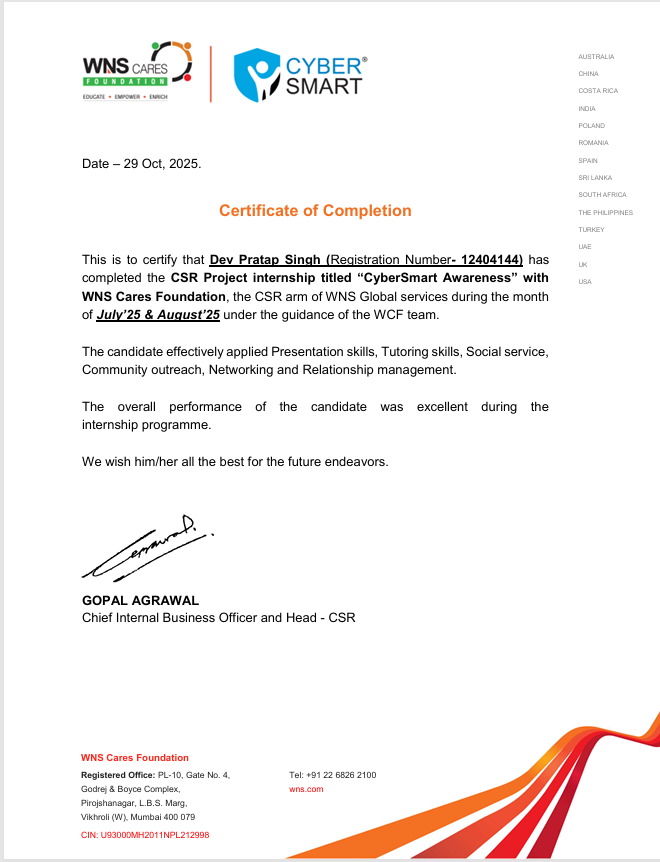 WNS CARES
FOUNDATION
EDUCATE • EMPOWER • ENRICH
CYBER®
SMART
AUSTRALIA
CHINA
COSTA RICA
INDIA
POLAND
ROMANIA
SPAIN
SRI LANKA
SOUTH AFRICA
THE PHILIPPINES
TURKEY
UAE
UK
USA
Date – 29 Oct, 2025.
Certificate of Completion
This is to certify that Dev Pratap Singh (Registration Number- 12404144) has
completed the CSR Project internship titled “CyberSmart Awareness” with
WNS Cares Foundation, the CSR arm of WNS Global services during the month
of July’25 & August’25 under the guidance of the WCF team.
The candidate effectively applied Presentation skills, Tutoring skills, Social service,
Community outreach, Networking and Relationship management.
The overall performance of the candidate was excellent during the
internship programme.
We wish him/her all the best for the future endeavors.
GOPAL AGRAWAL
Chief Internal Business Officer and Head - CSR
WNS Cares Foundation
Registered Office: PL-10, Gate No. 4,
Godrej & Boyce Complex,
Pirojshanagar, L.B.S. Marg,
Vikhroli (W), Mumbai 400 079
CIN: U93000MH2011NPL212998
Tel: +91 22 6826 2100
wns.com